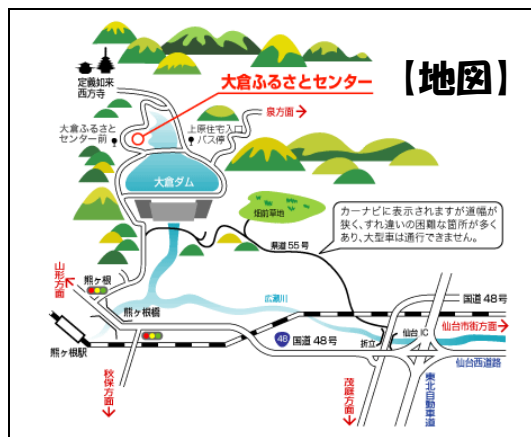 【地図】
定義如来
西方寺
大倉ふるさとセンター
泉方面
大倉ふるさと
センター前
上原住宅入口
バス停
大倉ダム
畑前草地
カーナビに表示されますが道幅が
狭く、すれ違いの困難な箇所が多く
あり、大型車は通行できません。
県道55号
山形方面
熊ヶ根
熊ヶ根橋
広瀬川
国道48号
仙台市街方面
熊ヶ根駅
48 国道48号
折立
仙台IC
仙台西道路
秋保方面
茂庭方面
東北自動車道